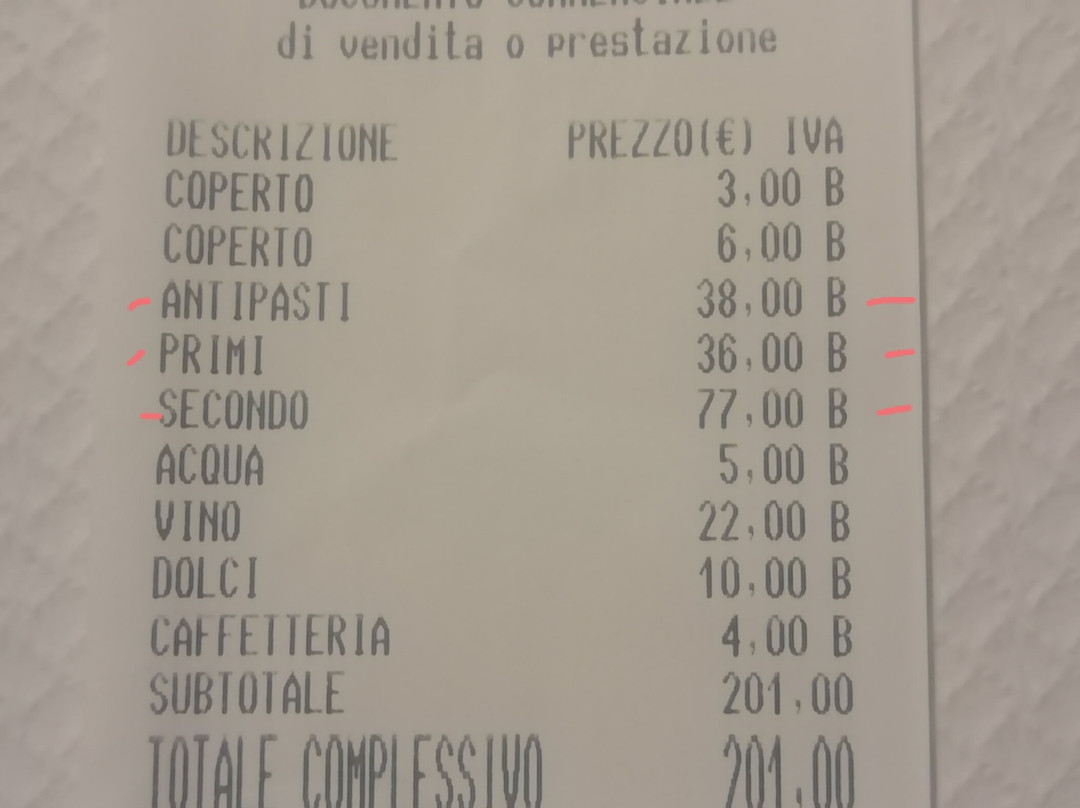 di vendita o prestazione
DESCRIZIONE PREZZO(€) IVA
COPERTO 3,00 B
COPERTO 6,00 B
ANTIPASTI 38,00 B
PRIMI 36,00 B
SECONDO 77,00 B
ACQUA 5,00 B
VINO 22,00 B
DOLCI 10,00 B
CAFFETTERIA 4,00 B
SUBTOTALE 201,00
TOTALE COMPLESSIVO 201,00